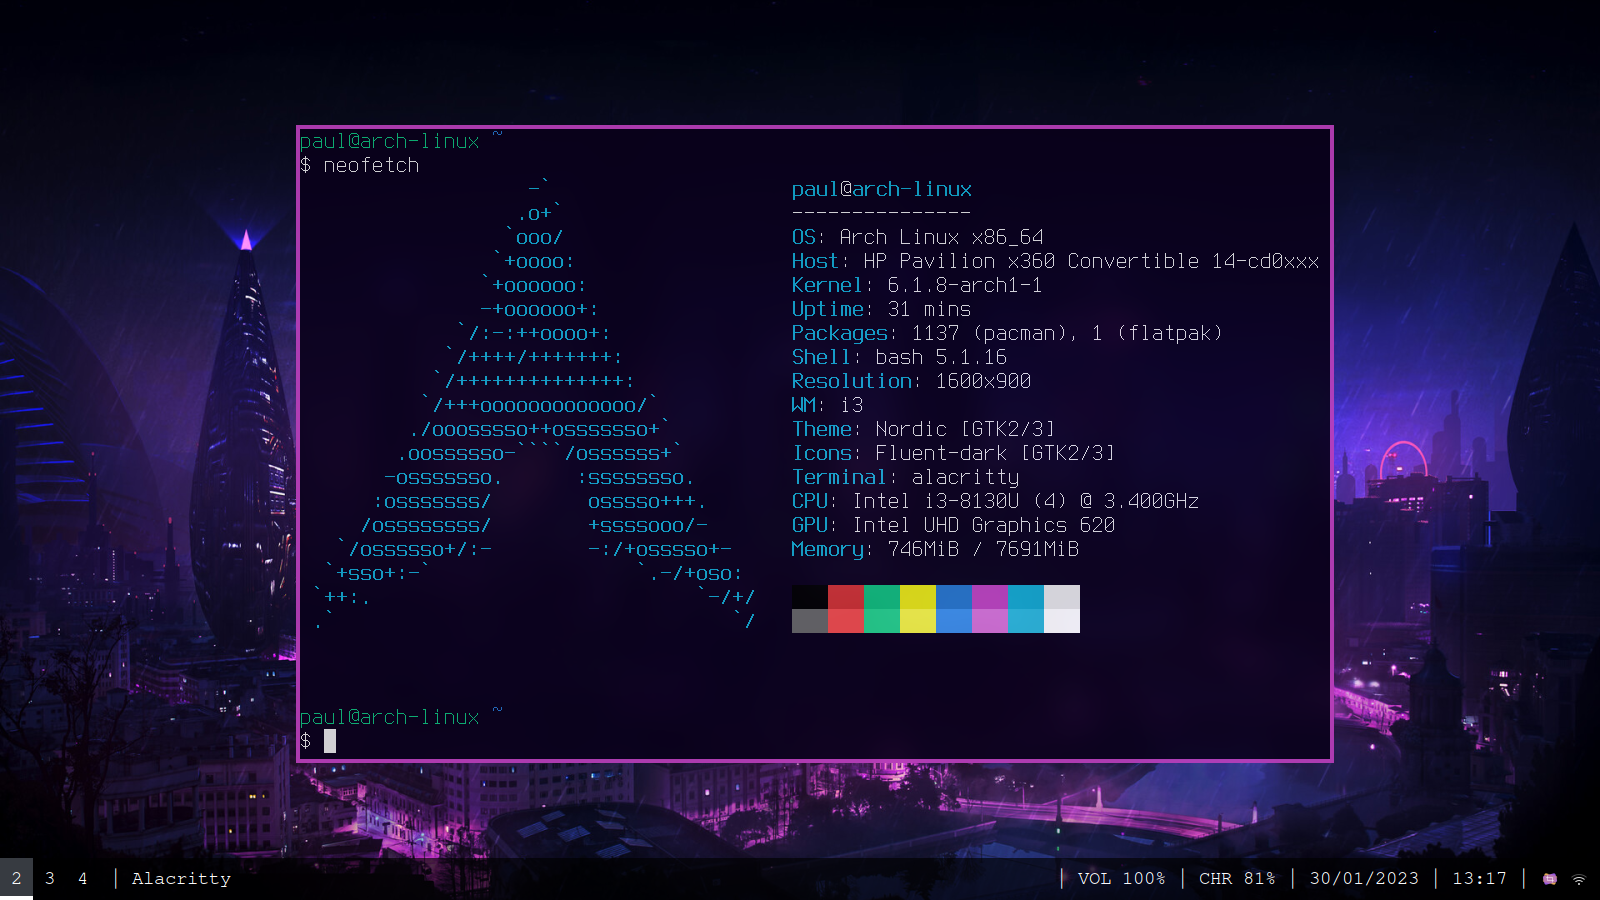 paul@arch-linux ~
$ neofetch
-`
.o+`
`ooo/
`+oooo:
`+oooooo:
-+oooooo+:
`/:-:++oooo+:
`/++++/+++++++:
`/++++++++++++++:
`/+++ooooooooooooo/`
./ooosssso++osssssso+`
.oossssso-````/ossssss+`
-osssssso.      :ssssssso.
:osssssss/        osssso+++.
/ossssssss/        +ssssooo/-
`/ossssso+/:-        -:/+osssso+-
`+sso+:-`                 `.-/+oso:
`++:.                           `-/+/
.`                                 `/
paul@arch-linux
---------------
OS: Arch Linux x86_64
Host: HP Pavilion x360 Convertible 14-cd0xxx
Kernel: 6.1.8-arch1-1
Uptime: 31 mins
Packages: 1137 (pacman), 1 (flatpak)
Shell: bash 5.1.16
Resolution: 1600x900
WM: i3
Theme: Nordic [GTK2/3]
Icons: Fluent-dark [GTK2/3]
Terminal: alacritty
CPU: Intel i3-8130U (4) @ 3.400GHz
GPU: Intel UHD Graphics 620
Memory: 746MiB / 7691MiB
paul@arch-linux ~
$
2 3 4 | Alacritty | VOL 100% | CHR 81% | 30/01/2023 | 13:17 |